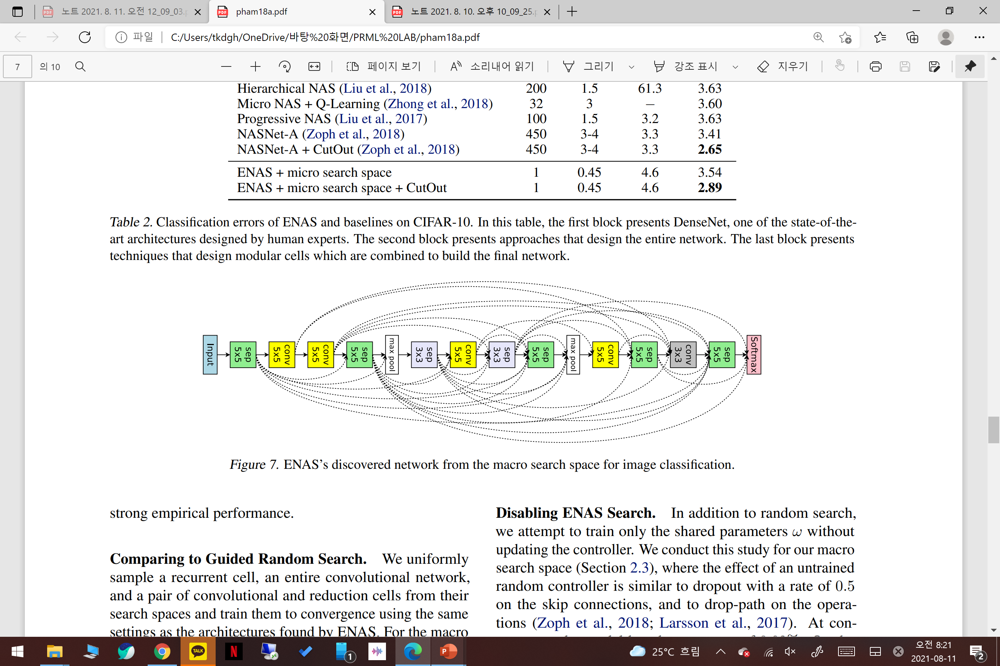 노트 2021. 8. 11. 오전 12_09_03.
pham18a.pdf
노트 2021. 8. 10. 오후 10_09_25.
파일 C:/Users/tkdgh/OneDrive/바탕%20화면/PRML%20LAB/pham18a.pdf
7 의 10 페이지 보기 소리내어 읽기 그리기 강조 표시 지우기
Hierarchical NAS (Liu et al., 2018) 200 1.5 61.3 3.63
Micro NAS + Q-Learning (Zhong et al., 2018) 32 3 — 3.60
Progressive NAS (Liu et al., 2017) 100 1.5 3.2 3.63
NASNet-A (Zoph et al., 2018) 450 3-4 3.3 3.41
NASNet-A + CutOut (Zoph et al., 2018) 450 3-4 3.3 2.65
ENAS + micro search space 1 0.45 4.6 3.54
ENAS + micro search space + CutOut 1 0.45 4.6 2.89
Table 2. Classification errors of ENAS and baselines on CIFAR-10. In this table, the first block presents DenseNet, one of the state-of-the-
art architectures designed by human experts. The second block presents approaches that design the entire network. The last block presents
techniques that design modular cells which are combined to build the final network.
Input
sep 5x5
conv 5x5
conv 5x5
sep 5x5
max pool
sep 3x3
conv 5x5
sep 3x3
sep 5x5
max pool
conv 5x5
sep 5x5
conv 3x3
sep 5x5
Softmax
Figure 7. ENAS's discovered network from the macro search space for image classification.
strong empirical performance.
Comparing to Guided Random Search. We uniformly
sample a recurrent cell, an entire convolutional network,
and a pair of convolutional and reduction cells from their
search spaces and train them to convergence using the same
settings as the architectures found by ENAS. For the macro
Disabling ENAS Search. In addition to random search,
we attempt to train only the shared parameters ω without
updating the controller. We conduct this study for our macro
search space (Section 2.3), where the effect of an untrained
random controller is similar to dropout with a rate of 0.5
on the skip connections, and to drop-path on the opera-
tions (Zoph et al., 2018; Larsson et al., 2017). At con-
TALK
N
1
P
25°C 흐림
오전 8:21
2021-08-11
2